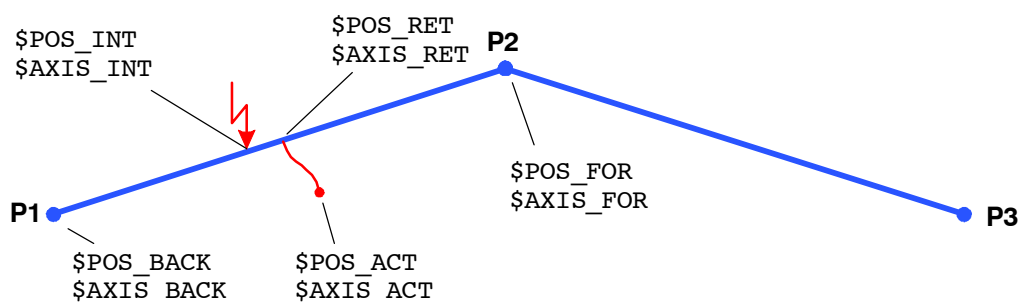 $POS_INT
$AXIS_INT
$POS_RET
$AXIS_RET
P2
$POS_FOR
$AXIS_FOR
P1
P3
$POS_BACK
$AXIS_BACK
$POS_ACT
$AXIS_ACT